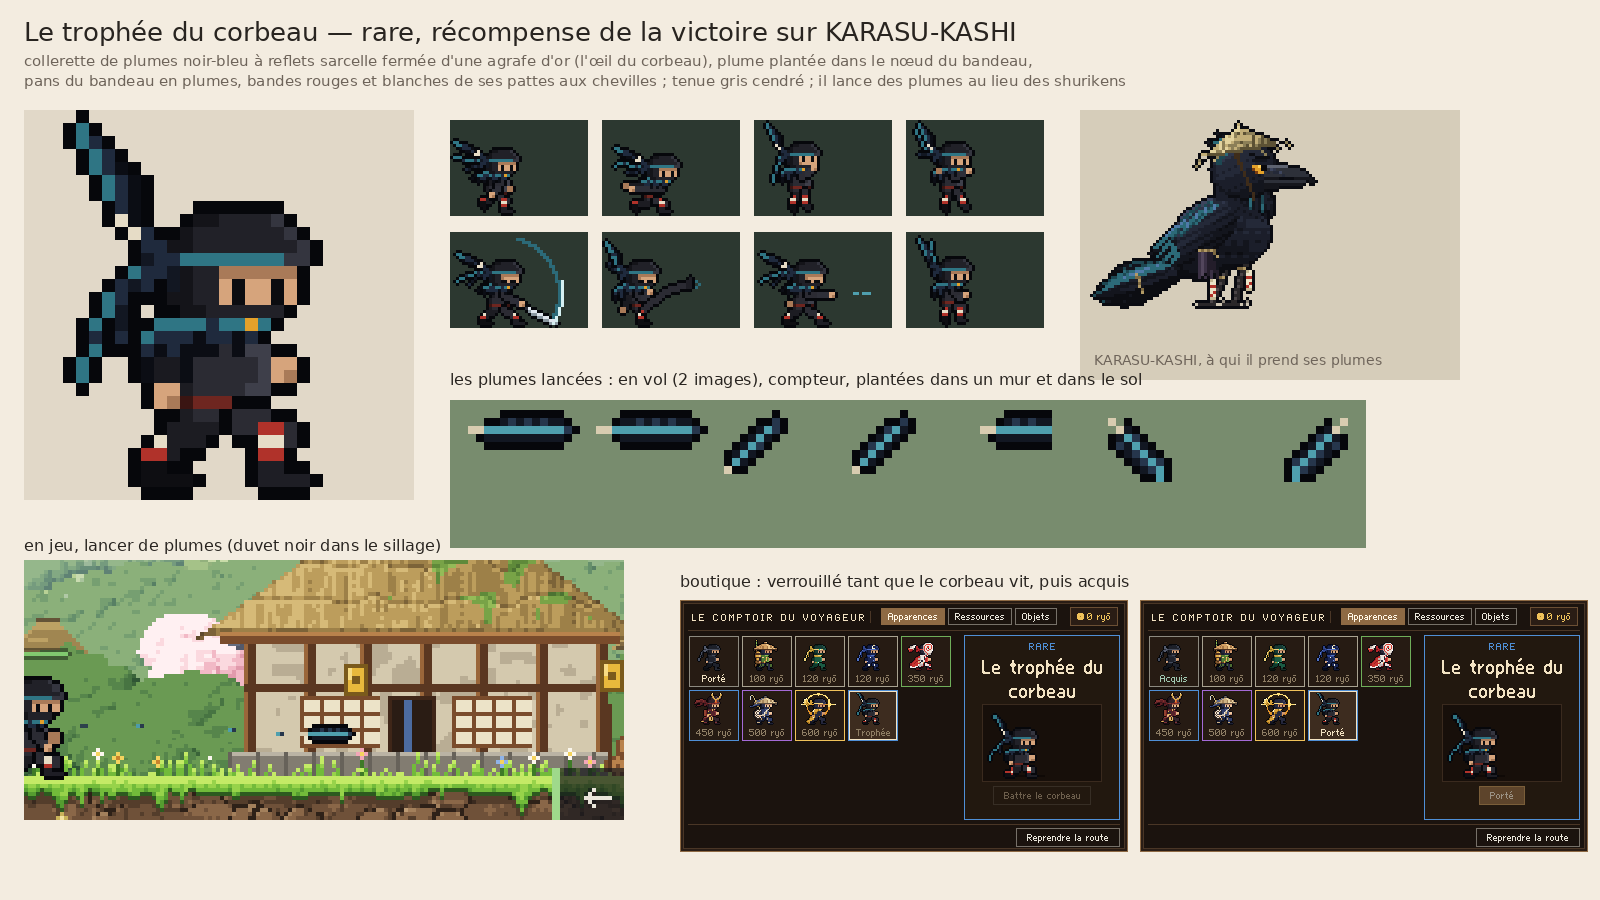 Le trophée du corbeau — rare, récompense de la victoire sur KARASU-KASHI
collerette de plumes noir-bleu à reflets sarcelle fermée d'une agrafe d'or (l'œil du corbeau), plume plantée dans le nœud du bandeau,
pans du bandeau en plumes, bandes rouges et blanches de ses pattes aux chevilles ; tenue gris cendré ; il lance des plumes au lieu des shurikens
KARASU-KASHI, à qui il prend ses plumes
les plumes lancées : en vol (2 images), compteur, plantées dans un mur et dans le sol
en jeu, lancer de plumes (duvet noir dans le sillage)
boutique : verrouillé tant que le corbeau vit, puis acquis
LE COMPTOIR DU VOYAGEUR Apparences Ressources Objets 0 ryō
Porté 100 ryō 120 ryō 120 ryō 350 ryō
450 ryō 500 ryō 600 ryō Trophée
RARE
Le trophée du
corbeau
Battre le corbeau
Reprendre la route
LE COMPTOIR DU VOYAGEUR Apparences Ressources Objets 0 ryō
Acquis 100 ryō 120 ryō 120 ryō 350 ryō
450 ryō 500 ryō 600 ryō Porté
RARE
Le trophée du
corbeau
Porté
Reprendre la route